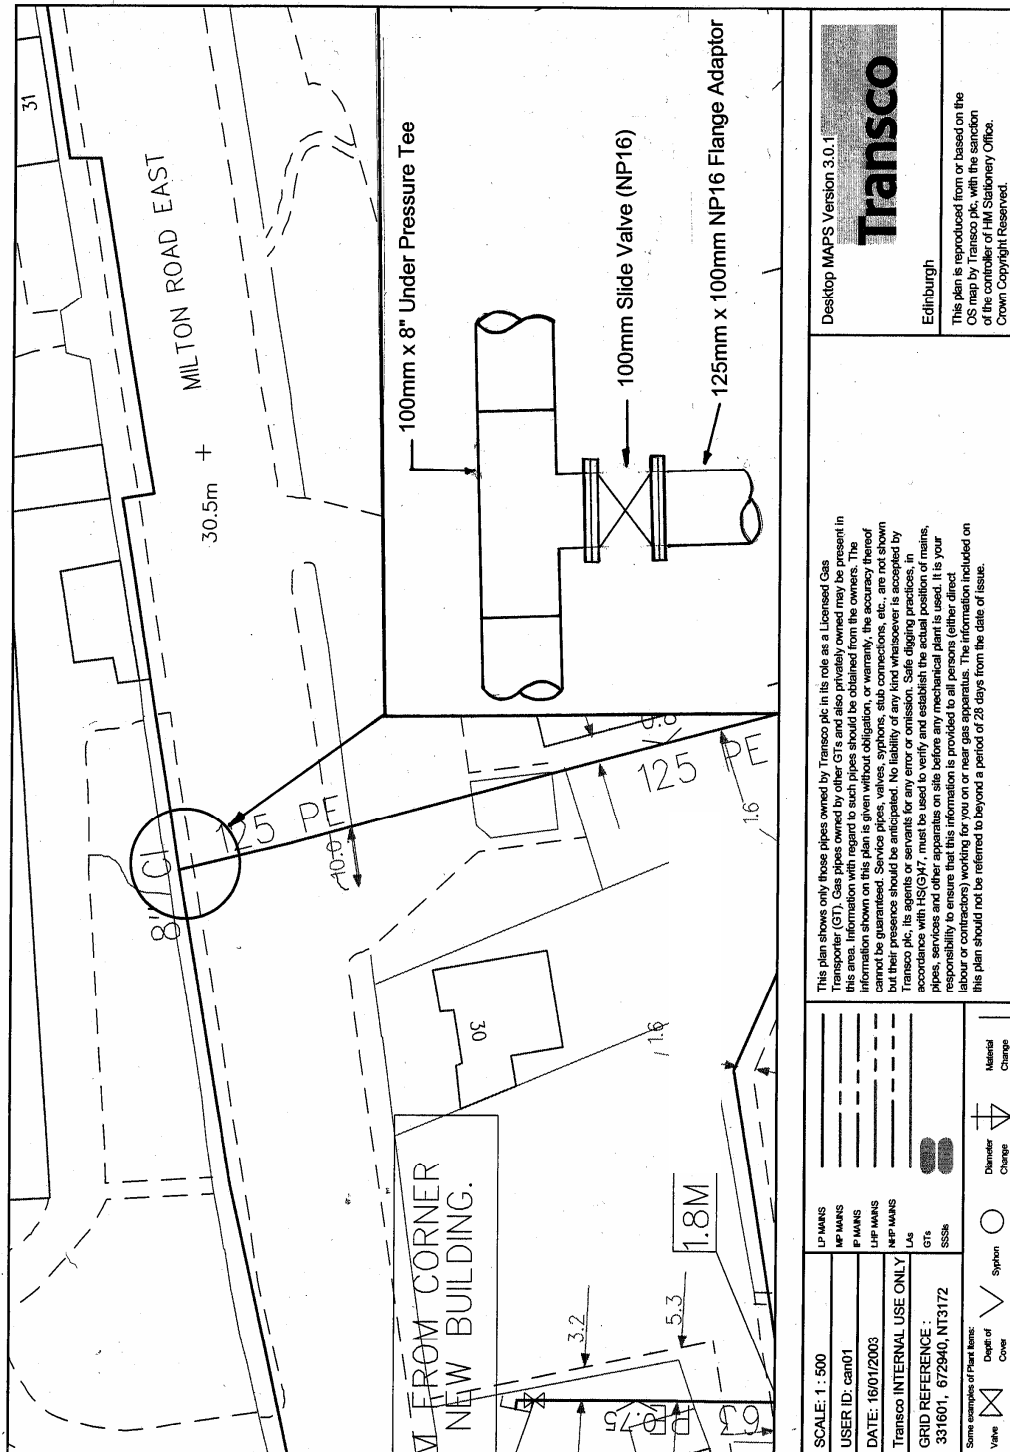 31
MILTON ROAD EAST
30.5m +
8" CI
125 PE
10.9
125 PE
1.6
0.8
30
1.6
M FROM CORNER
NEW BUILDING.
1.8M
3.2
5.3
0.75
63 PE
100mm x 8" Under Pressure Tee
100mm Slide Valve (NP16)
125mm x 100mm NP16 Flange Adaptor
SCALE: 1 : 500
USER ID: can01
DATE: 16/01/2003
Transco INTERNAL USE ONLY
GRID REFERENCE :
331601, 672940, NT3172
LP MAINS
MP MAINS
IP MAINS
LHP MAINS
NHP MAINS
LAs
GTs
SSSIs
Some examples of Plant Items:
Valve
Depth of
Cover
Syphon
Diameter
Change
Material
Change
This plan shows only those pipes owned by Transco plc in its role as a Licensed Gas
Transporter (GT). Gas pipes owned by other GTs and also privately owned may be present in
this area. Information with regard to such pipes should be obtained from the owners. The
information shown on this plan is given without obligation, or warranty, the accuracy thereof
cannot be guaranteed. Service pipes, valves, syphons, stub connections, etc., are not shown
but their presence should be anticipated. No liability of any kind whatsoever is accepted by
Transco plc, its agents or servants for any error or omission. Safe digging practices, in
accordance with HS(G)47, must be used to verify and establish the actual position of mains,
pipes, services and other apparatus on site before any mechanical plant is used. It is your
responsibility to ensure that this information is provided to all persons (either direct
labour or contractors) working for you on or near gas apparatus. The information included on
this plan should not be referred to beyond a period of 28 days from the date of issue.
Desktop MAPS Version 3.0.1
Transco
Edinburgh
This plan is reproduced from or based on the
OS map by Transco plc, with the sanction
of the controller of HM Stationery Office.
Crown Copyright Reserved.